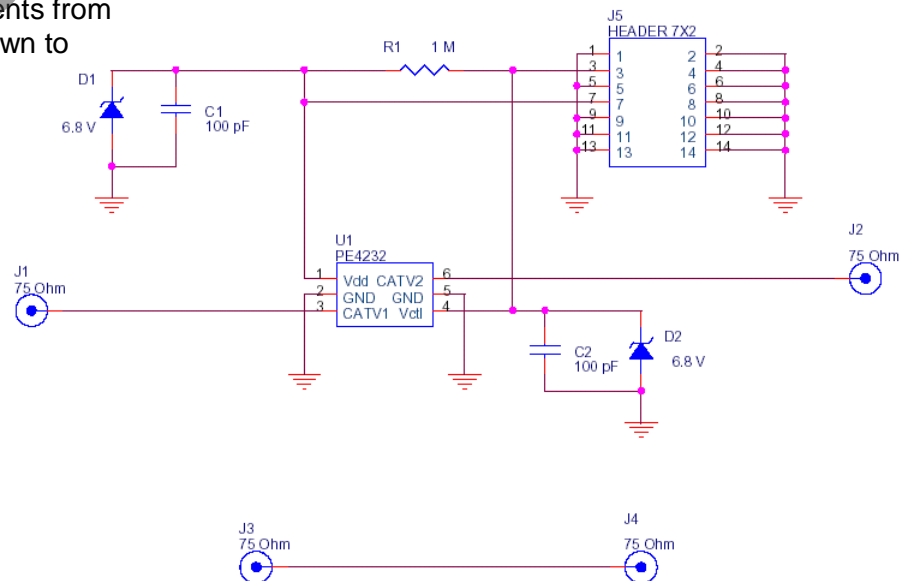 ents from
wn to
J5
HEADER 7X2
R1 1 M
D1
6.8 V
C1
100 pF
1 1 2 2
3 3 4 4
5 5 6 6
7 7 8 8
9 9 10 10
11 11 12 12
13 13 14 14
J2
75 Ohm
U1
PE4232
J1
75 Ohm
1 Vdd CATV2 6
2 GND GND 5
3 CATV1 Vctl 4
C2
100 pF
D2
6.8 V
J3
75 Ohm
J4
75 Ohm